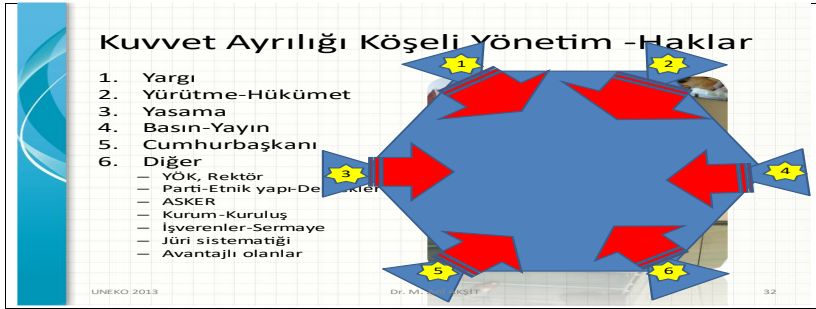 Kuvvet Ayrılığı Köşeli Yönetim -Haklar
1. Yargı
2. Yürütme-Hükümet
3. Yasama
4. Basın-Yayın
5. Cumhurbaşkanı
6. Diğer
— YÖK, Rektör
— Parti-Etnik yapı-De
— ASKER
— Kurum-Kuruluş
— İşverenler-Sermaye
— Jüri sistematiği
— Avantajlı olanlar
1
2
3
4
5
6
UNEKO 2013
Dr. M.
32